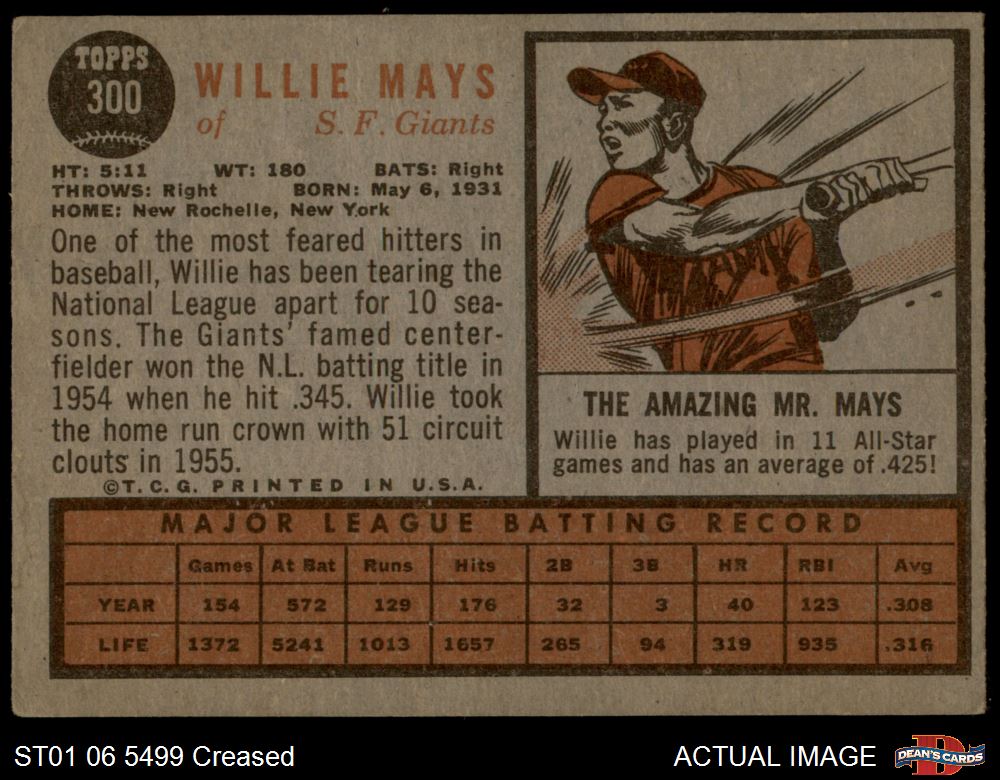 TOPPS
300
WILLIE MAYS
of S. F. Giants
HT: 5:11 WT: 180 BATS: Right
THROWS: Right BORN: May 6, 1931
HOME: New Rochelle, New York
One of the most feared hitters in
baseball, Willie has been tearing the
National League apart for 10 sea-
sons. The Giants' famed center-
fielder won the N.L. batting title in
1954 when he hit .345. Willie took
the home run crown with 51 circuit
clouts in 1955.
©T.C.G. PRINTED IN U.S.A.
THE AMAZING MR. MAYS
Willie has played in 11 All-Star
games and has an average of .425!
MAJOR LEAGUE BATTING RECORD
Games At Bat Runs Hits 2B 3B HR RBI Avg
YEAR 154 572 129 176 32 3 40 123 .308
LIFE 1372 5241 1013 1657 265 94 319 935 .316
ST01 06 5499 Creased
ACTUAL IMAGE
DEAN'S CARDS